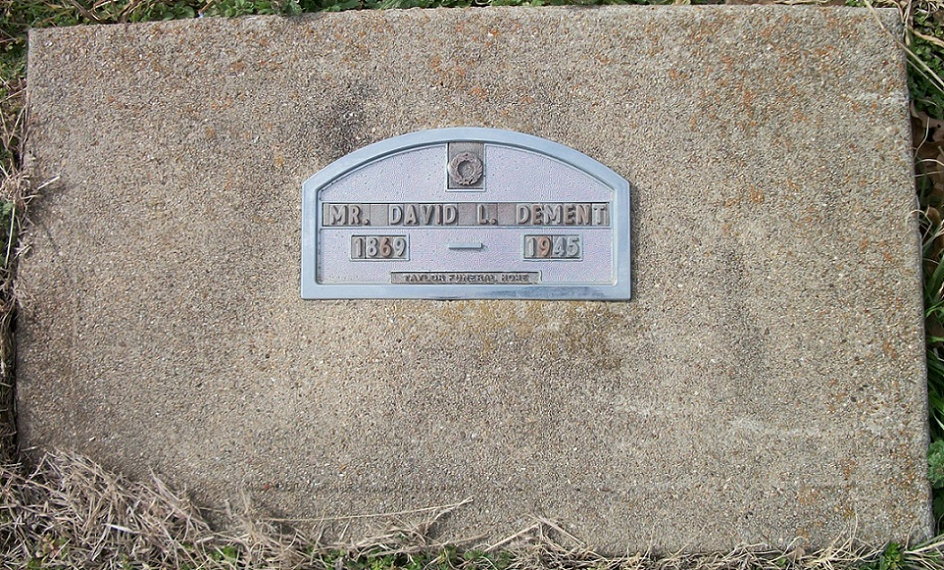 MR. DAVID L. DEMENT
1869 — 1945
TAYLOR FUNERAL HOME